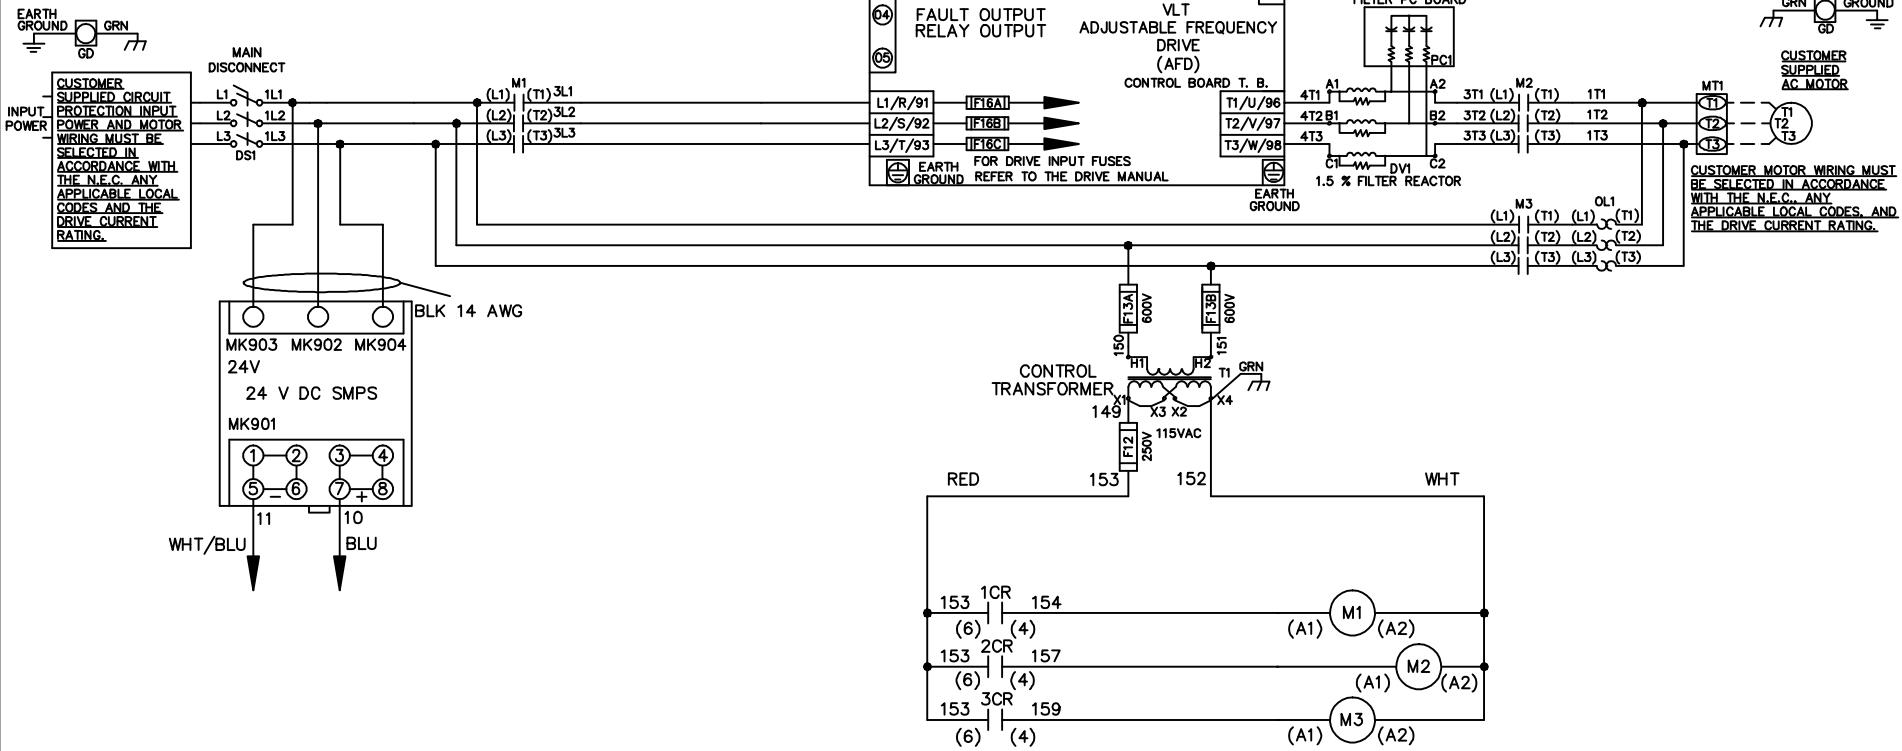 EARTH
GROUND
GRN
GD
MAIN
DISCONNECT
INPUT
POWER
CUSTOMER
SUPPLIED CIRCUIT
PROTECTION INPUT
POWER AND MOTOR
WIRING MUST BE
SELECTED IN
ACCORDANCE WITH
THE N.E.C. ANY
APPLICABLE LOCAL
CODES AND THE
DRIVE CURRENT
RATING.
L1 1L1
L2 1L2
L3 1L3
DS1
M1
(L1) (T1) 3L1
(L2) (T2) 3L2
(L3) (T3) 3L3
04
05
FAULT OUTPUT
RELAY OUTPUT
VLT
ADJUSTABLE FREQUENCY
DRIVE
(AFD)
CONTROL BOARD T. B.
L1/R/91 F16A T1/U/96
L2/S/92 F16B T2/V/97
L3/T/93 F16C T3/W/98
EARTH
GROUND
FOR DRIVE INPUT FUSES
REFER TO THE DRIVE MANUAL
EARTH
GROUND
FILTER PC BOARD
PC1
4T1 A1 A2
4T2 B1 B2
4T3 C1 C2
DV1
1.5 % FILTER REACTOR
M2
3T1 (L1) (T1) 1T1
3T2 (L2) (T2) 1T2
3T3 (L3) (T3) 1T3
GRN
GD
GROUND
CUSTOMER
SUPPLIED
AC MOTOR
MT1
T1 T1
T2 T2
T3 T3
CUSTOMER MOTOR WIRING MUST
BE SELECTED IN ACCORDANCE
WITH THE N.E.C., ANY
APPLICABLE LOCAL CODES, AND
THE DRIVE CURRENT RATING.
M3 OL1
(L1) (T1) (L1) (T1)
(L2) (T2) (L2) (T2)
(L3) (T3) (L3) (T3)
BLK 14 AWG
MK903 MK902 MK904
24V
24 V DC SMPS
MK901
1 2 3 4
5 − 6 7 + 8
11 10
WHT/BLU BLU
F13A 600V F13B 600V
150 151
H1 H2
CONTROL
TRANSFORMER
T1
GRN
X1 X3 X2 X4
149
115VAC
F12 250V
153 152
RED WHT
153 1CR 154 M1
(6) (4) (A1) (A2)
153 2CR 157 M2
(6) (4) (A1) (A2)
153 3CR 159 M3
(6) (4) (A1) (A2)